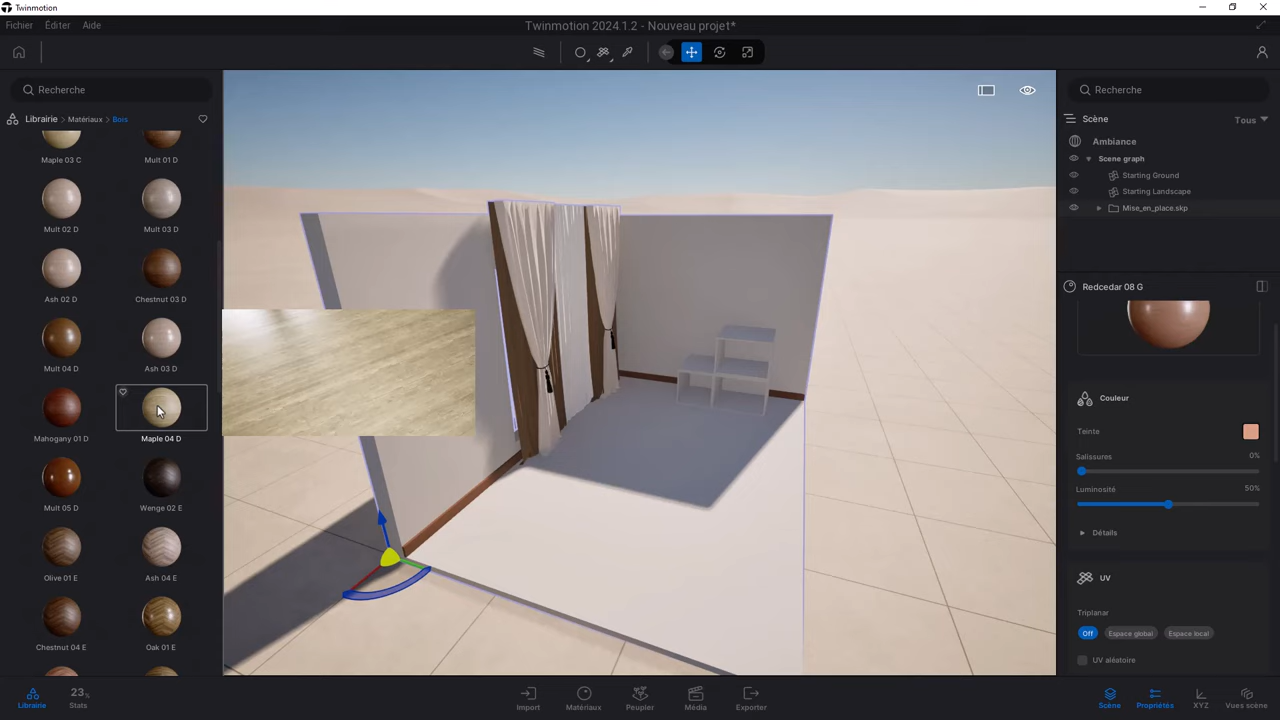 Twinmotion
Fichier Éditer Aide
Twinmotion 2024.1.2 - Nouveau projet*
Recherche
Librairie > Matériaux > Bois
Maple 03 C
Mult 01 D
Mult 02 D
Mult 03 D
Ash 02 D
Chestnut 03 D
Mult 04 D
Ash 03 D
Mahogany 01 D
Maple 04 D
Mult 05 D
Wenge 02 E
Olive 01 E
Ash 04 E
Chestnut 04 E
Oak 01 E
Recherche
Scène
Tous
Ambiance
Scene graph
Starting Ground
Starting Landscape
Mise_en_place.skp
Redcedar 08 G
Couleur
Teinte
Salissures 0%
Luminosité 50%
Détails
UV
Triplanar
Off Espace global Espace local
UV aléatoire
Librairie
23%
Stats
Import
Matériaux
Peupler
Média
Exporter
Scène
Propriétés
XYZ
Vues scène